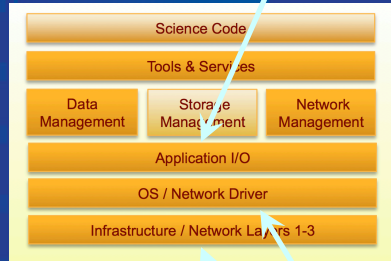 Science Code
Tools & Services
Data
Management
Storage
Management
Network
Management
Application I/O
OS / Network Driver
Infrastructure / Network Layers 1-3